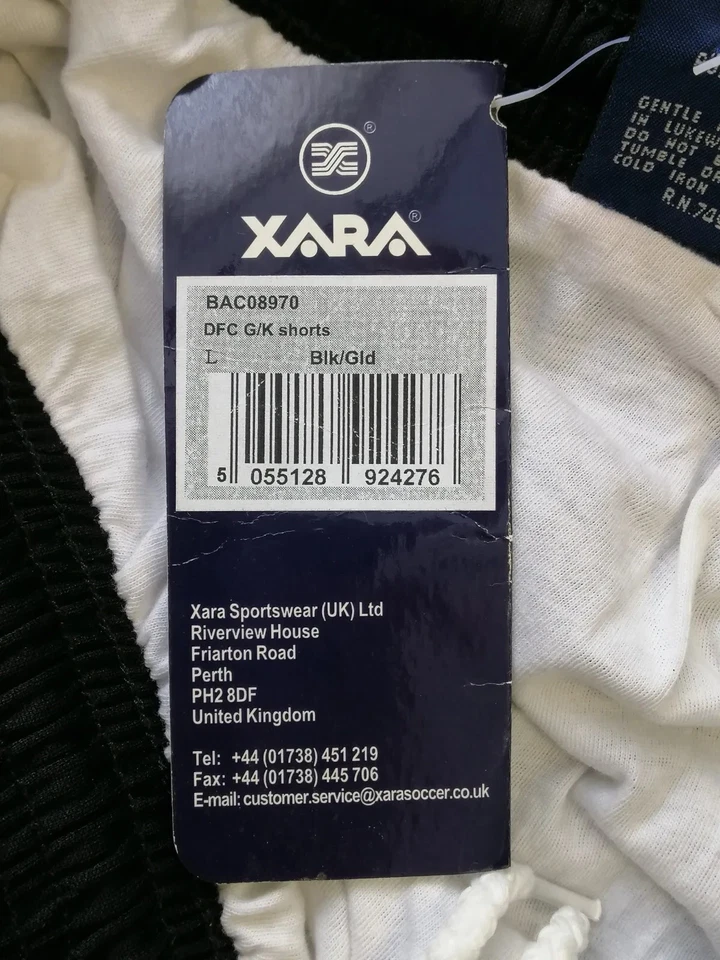 XARA®
BAC08970
DFC G/K shorts
L Blk/Gld
5 055128 924276
Xara Sportswear (UK) Ltd
Riverview House
Friarton Road
Perth
PH2 8DF
United Kingdom
Tel: +44 (01738) 451 219
Fax: +44 (01738) 445 706
E-mail: customer.service@xarasoccer.co.uk
GENTLE
IN
DO NOT
TUMBLE
COLD IRON